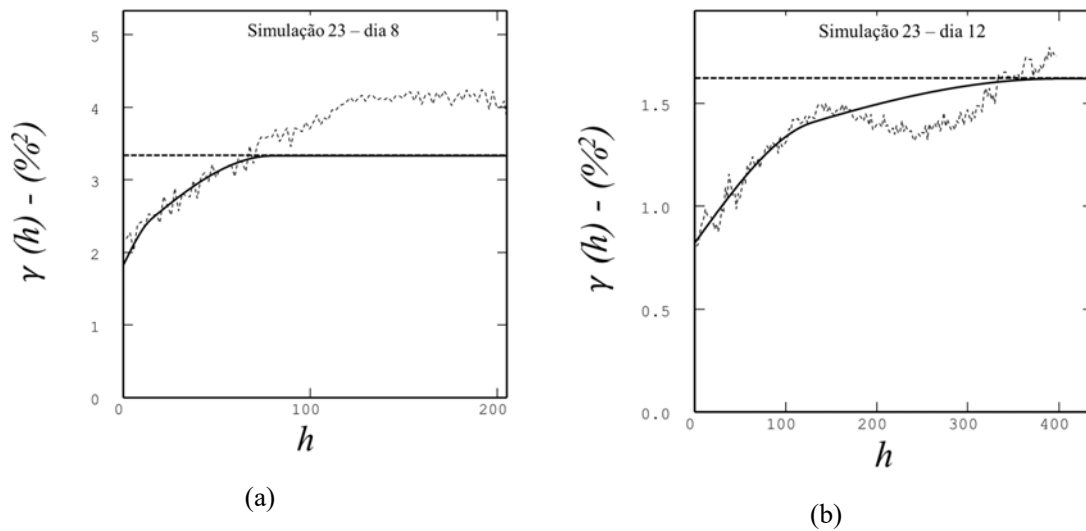 Simulação 23 – dia 8
5
4
3
2
1
0
γ (h) - (%²)
0
100
200
h
(a)
Simulação 23 – dia 12
1.5
1.0
0.5
0.0
γ (h) - (%²)
0
100
200
300
400
h
(b)